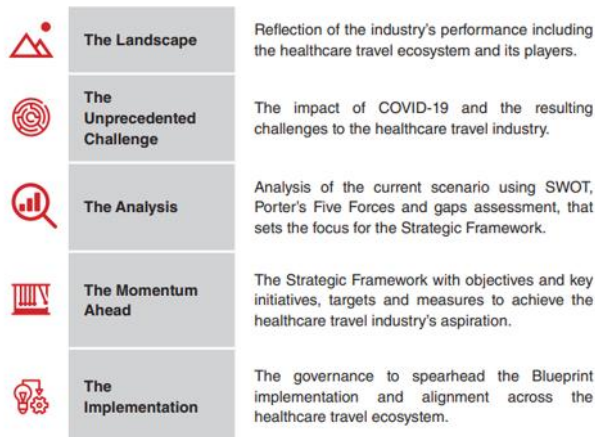 The Landscape
Reflection of the industry's performance including
the healthcare travel ecosystem and its players.
The
Unprecedented
Challenge
The impact of COVID-19 and the resulting
challenges to the healthcare travel industry.
The Analysis
Analysis of the current scenario using SWOT,
Porter's Five Forces and gaps assessment, that
sets the focus for the Strategic Framework.
The Momentum
Ahead
The Strategic Framework with objectives and key
initiatives, targets and measures to achieve the
healthcare travel industry's aspiration.
The
Implementation
The governance to spearhead the Blueprint
implementation and alignment across the
healthcare travel ecosystem.